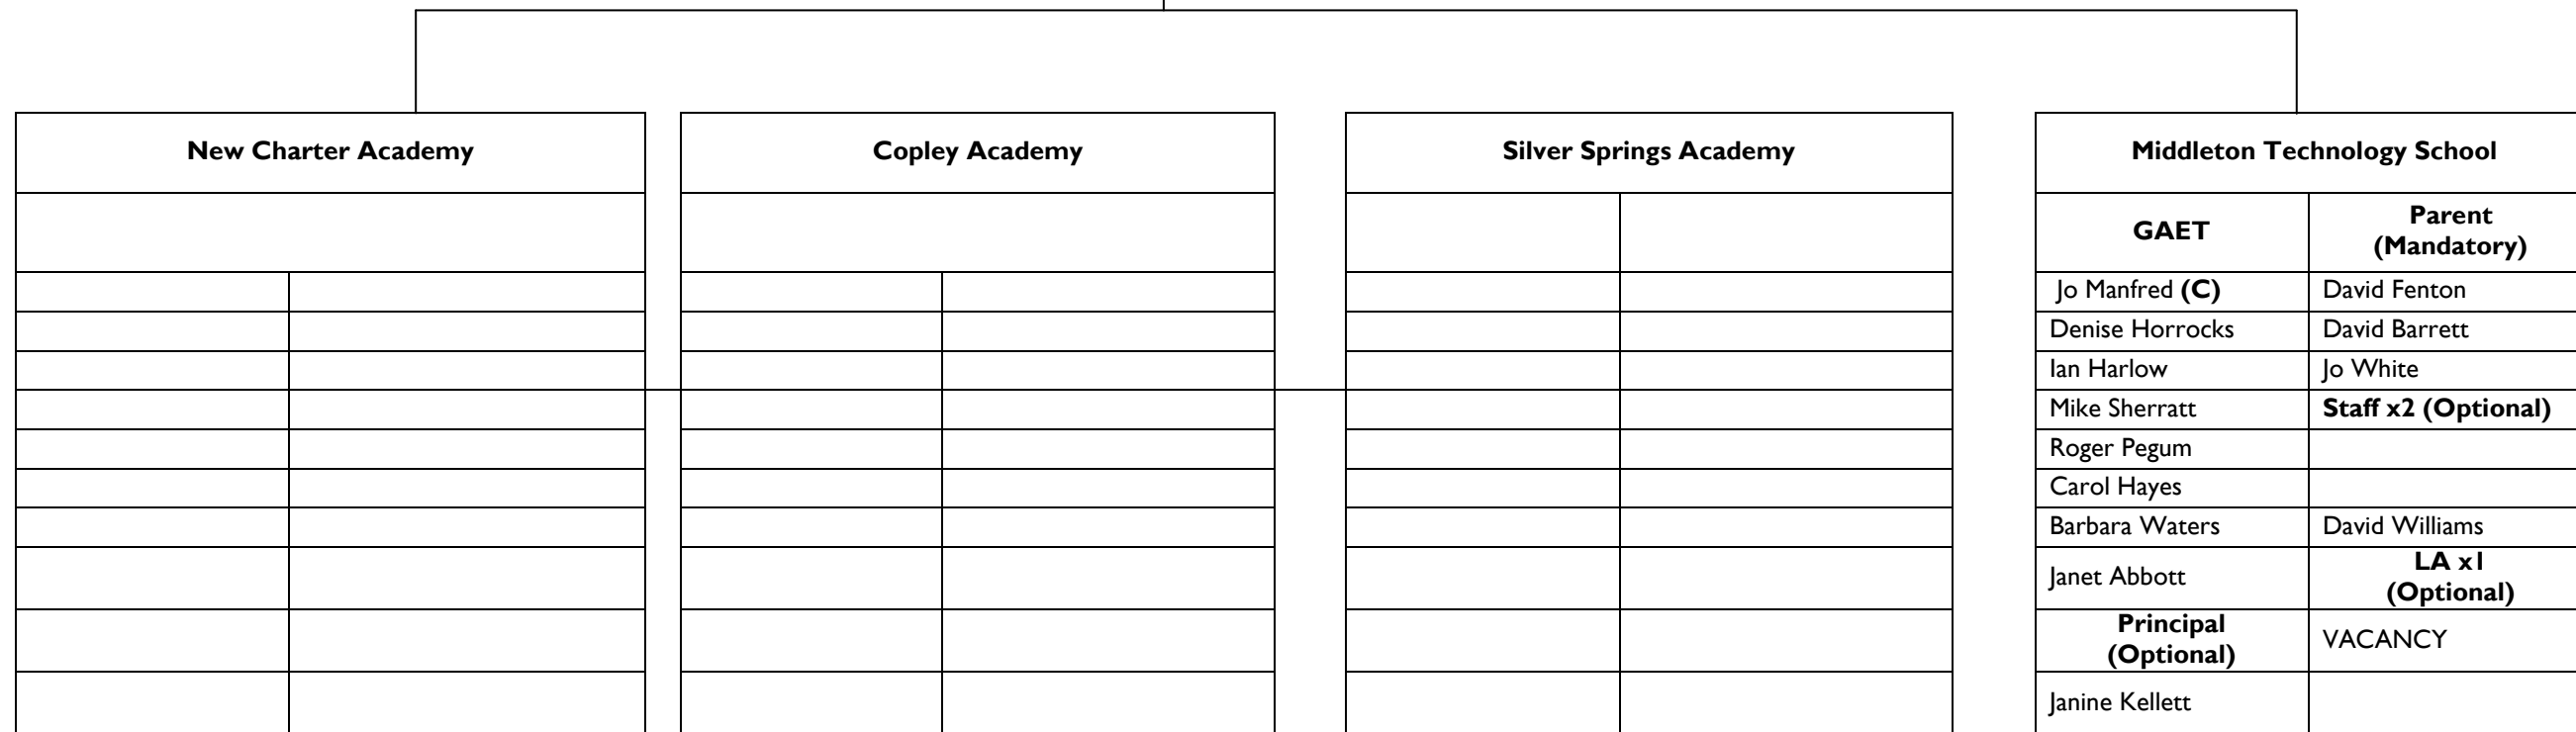 New Charter Academy
Copley Academy
Silver Springs Academy
Middleton Technology School
GAET
Parent
(Mandatory)
Jo Manfred (C)
David Fenton
Denise Horrocks
David Barrett
Ian Harlow
Jo White
Mike Sherratt
Staff x2 (Optional)
Roger Pegum
Carol Hayes
Barbara Waters
David Williams
Janet Abbott
LA x1
(Optional)
Principal
(Optional)
VACANCY
Janine Kellett